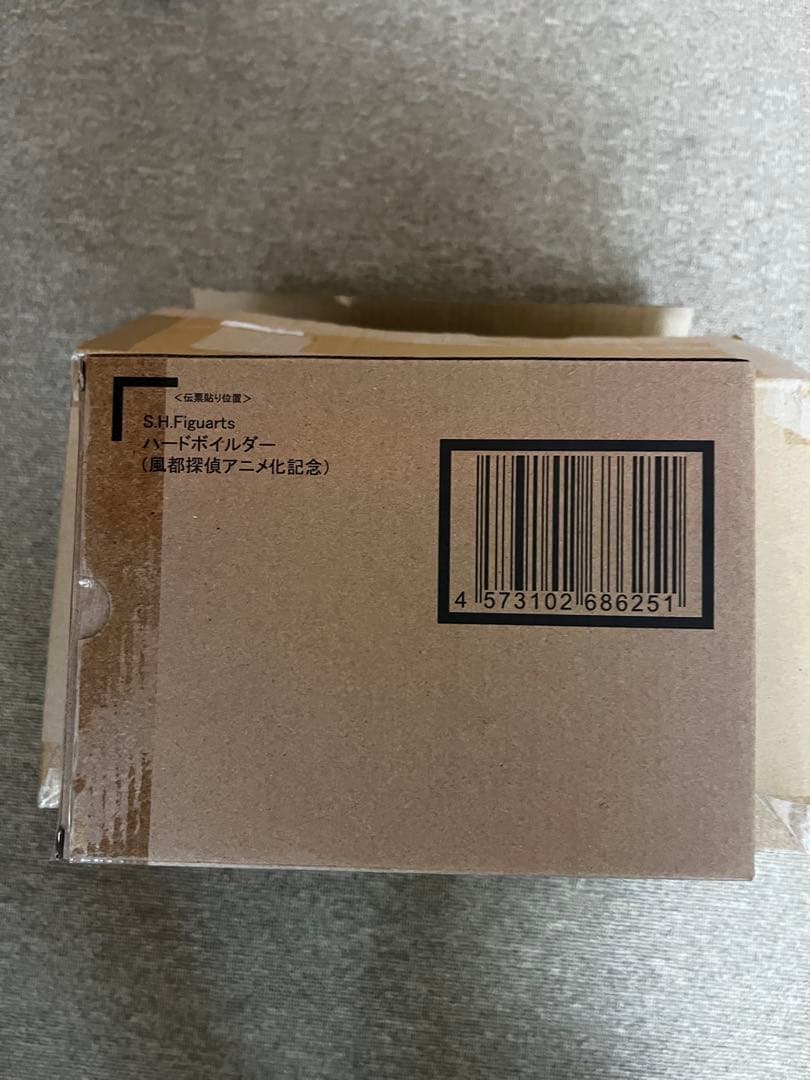 <伝票貼り位置>
S.H.Figuarts
ハードボイルダー
(風都探偵アニメ化記念)
4 573102 686251